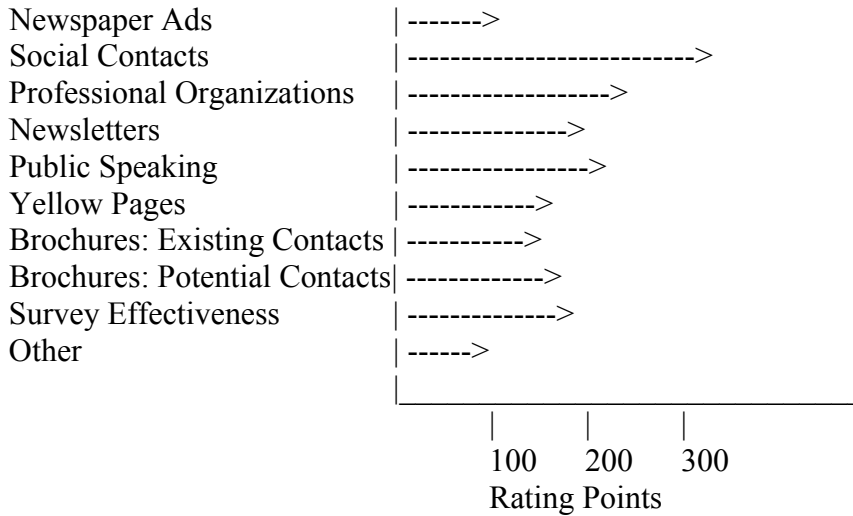 Newspaper Ads | ------->
Social Contacts | --------------------------->
Professional Organizations | ------------------->
Newsletters | --------------->
Public Speaking | ----------------->
Yellow Pages | ------------>
Brochures: Existing Contacts | ----------->
Brochures: Potential Contacts| ------------->
Survey Effectiveness | -------------->
Other | ------>
|___________________________________
| | |
100 200 300
Rating Points